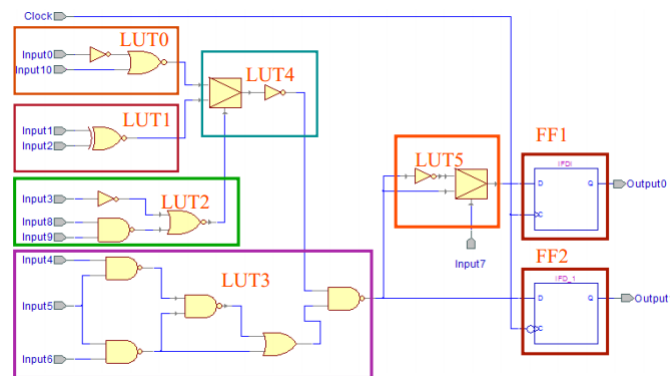 Clock
LUT0
Input0
Input10
LUT4
Input1
Input2
LUT1
FF1
LUT5
D
Q
Output0
C
Input3
LUT2
Input8
Input9
Input7
Input4
LUT3
FF2
Input5
IFD_1
D
Q
Output
C
Input6